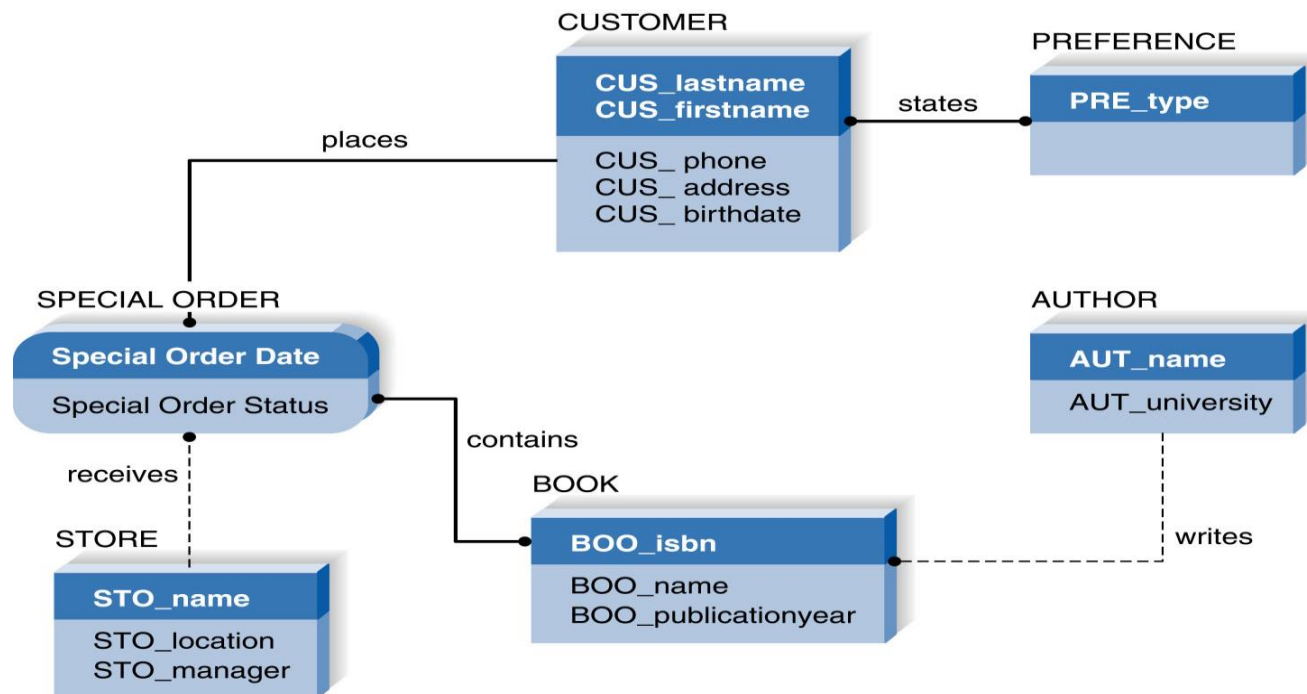 CUSTOMER
CUS_lastname
CUS_firstname
CUS_ phone
CUS_ address
CUS_ birthdate
states
PREFERENCE
PRE_type
places
SPECIAL ORDER
Special Order Date
Special Order Status
receives
contains
STORE
STO_name
STO_location
STO_manager
BOOK
BOO_isbn
BOO_name
BOO_publicationyear
AUTHOR
AUT_name
AUT_university
writes